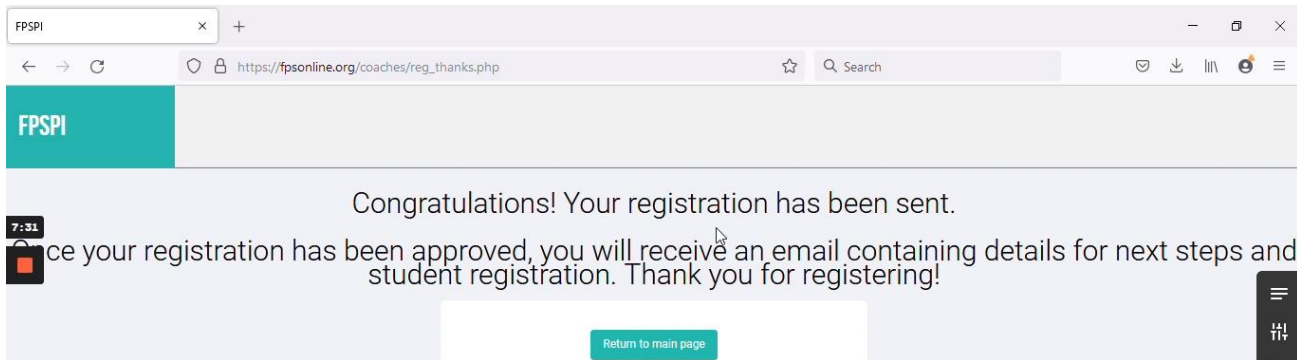 FPSPI
https://fpsonline.org/coaches/reg_thanks.php
Search
FPSPI
Congratulations! Your registration has been sent.
7:31
Once your registration has been approved, you will receive an email containing details for next steps and
student registration. Thank you for registering!
Return to main page